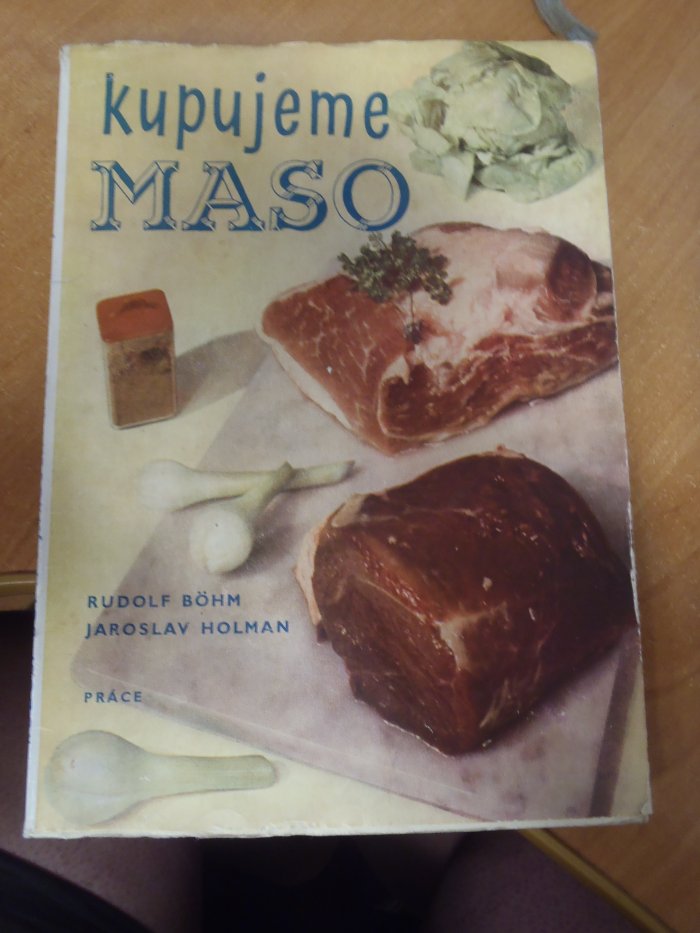 kupujeme
MASO
RUDOLF BÖHM
JAROSLAV HOLMAN
PRÁCE